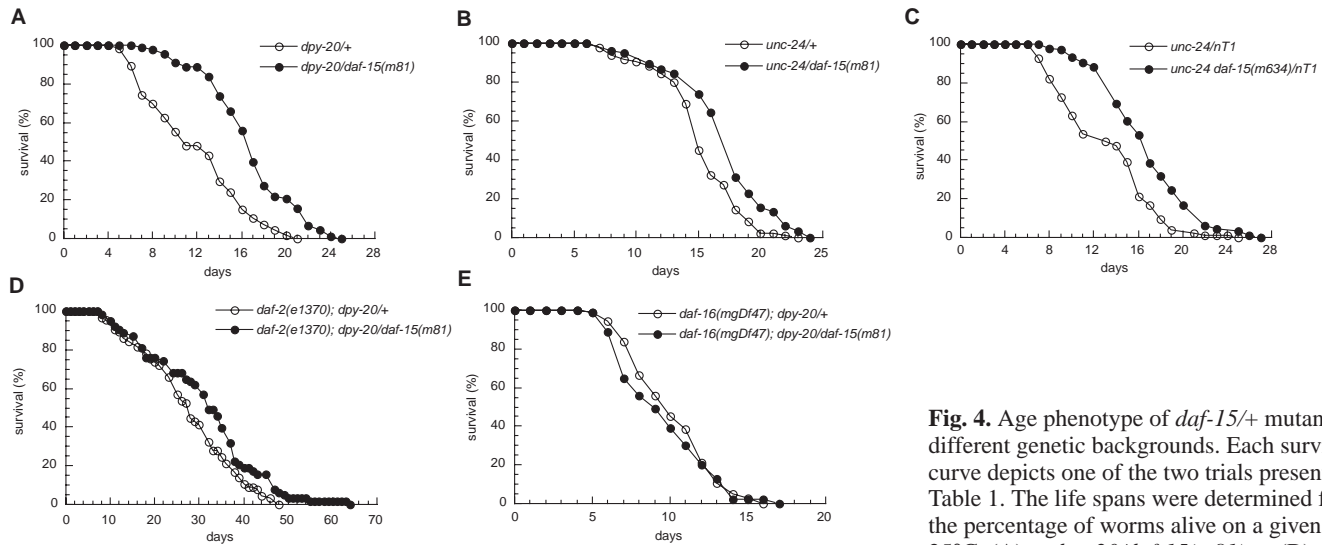 A
dpy-20/+
dpy-20/daf-15(m81)
survival (%)
100
80
60
40
20
0
0 4 8 12 16 20 24 28
days
B
unc-24/+
unc-24/daf-15(m81)
survival (%)
100
80
60
40
20
0
0 5 10 15 20 25
days
C
unc-24/nT1
unc-24 daf-15(m634)/nT1
survival (%)
100
80
60
40
20
0
0 4 8 12 16 20 24 28
days
D
daf-2(e1370); dpy-20/+
daf-2(e1370); dpy-20/daf-15(m81)
survival (%)
100
80
60
40
20
0
0 10 20 30 40 50 60 70
days
E
daf-16(mgDf47); dpy-20/+
daf-16(mgDf47); dpy-20/daf-15(m81)
survival (%)
100
80
60
40
20
0
0 5 10 15 20
days
Fig. 4. Age phenotype of daf-15/+ mutan
different genetic backgrounds. Each surv
curve depicts one of the two trials presen
Table 1. The life spans were determined f
the percentage of worms alive on a given